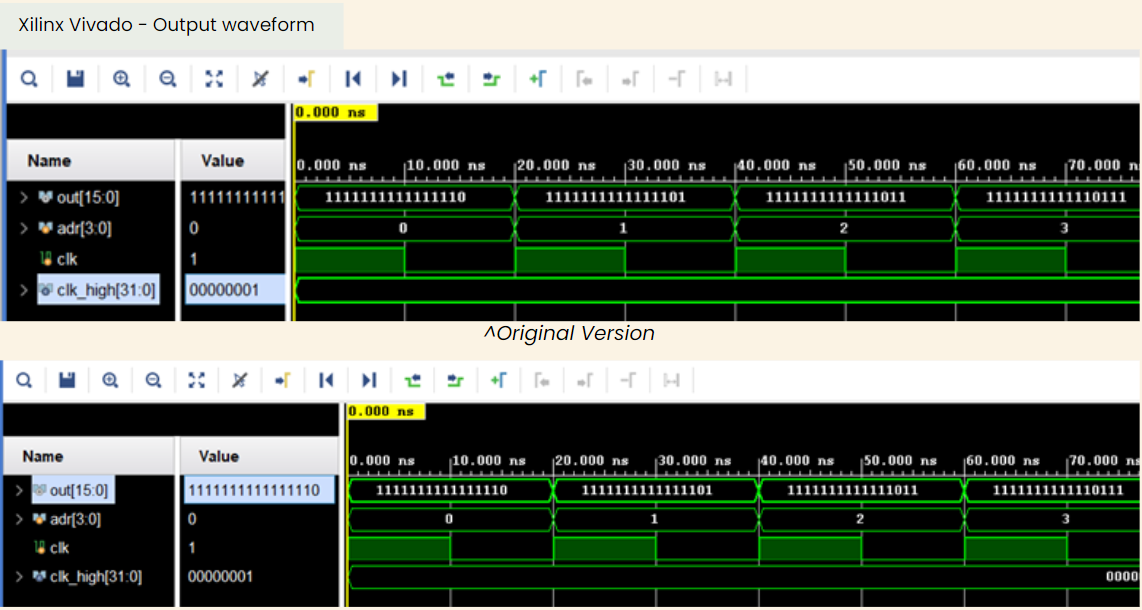 Xilinx Vivado - Output waveform
0.000 ns
Name Value 0.000 ns 10.000 ns 20.000 ns 30.000 ns 40.000 ns 50.000 ns 60.000 ns 70.000 n
out[15:0] 11111111111 1111111111111110 1111111111111101 1111111111111011 1111111111110111
adr[3:0] 0 0 1 2 3
clk 1
clk_high[31:0] 00000001
^Original Version
0.000 ns
Name Value 0.000 ns 10.000 ns 20.000 ns 30.000 ns 40.000 ns 50.000 ns 60.000 ns 70.000 ns
out[15:0] 1111111111111110 1111111111111110 1111111111111101 1111111111111011 1111111111110111
adr[3:0] 0 0 1 2 3
clk 1
clk_high[31:0] 00000001 0000